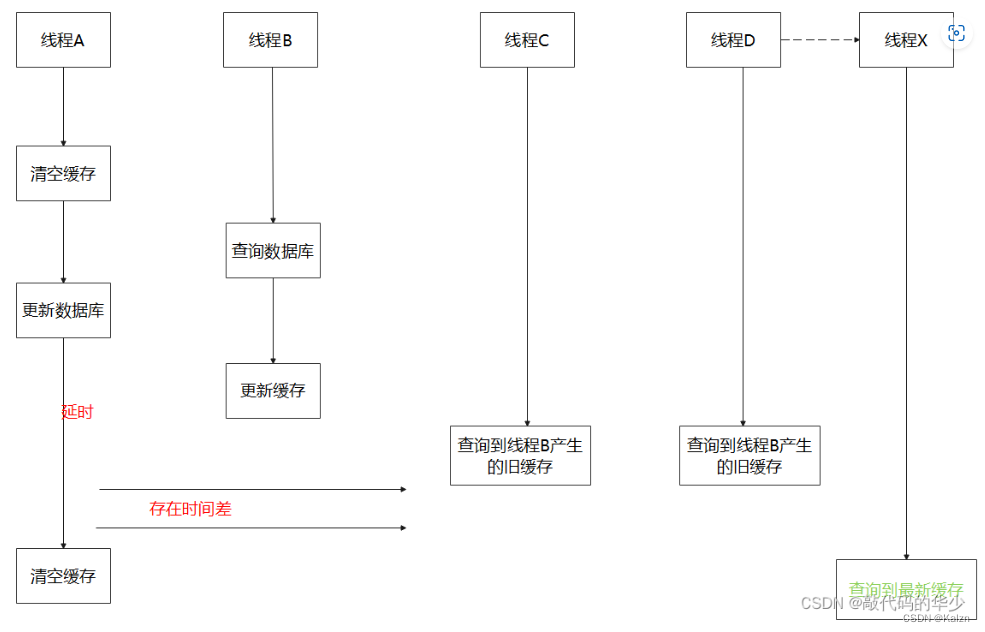 线程A
线程B
线程C
线程D
线程X
清空缓存
查询数据库
更新数据库
更新缓存
延时
查询到线程B产生
的旧缓存
查询到线程B产生
的旧缓存
存在时间差
清空缓存
查询到最新缓存
CSDN @敲代码的华少
CSDN @Kalzn